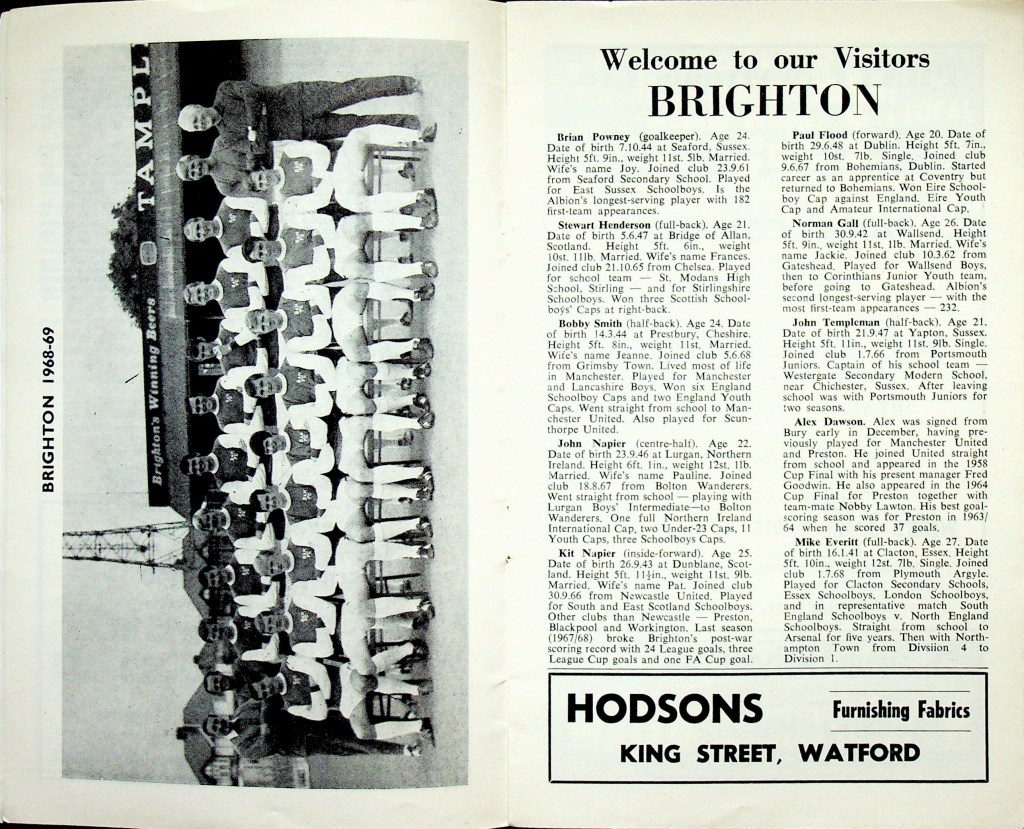 BRIGHTON 1968-69
TAMPL
Brighton's Winning Beers
Welcome to our Visitors
BRIGHTON
Brian Powney (goalkeeper). Age 24.
Date of birth 7.10.44 at Seaford, Sussex.
Height 5ft. 9in., weight 11st. 5lb. Married.
Wife's name Joy. Joined club 23.9.61
from Seaford Secondary School. Played
for East Sussex Schoolboys. Is the
Albion's longest-serving player with 182
first-team appearances.
Stewart Henderson (full-back). Age 21.
Date of birth 5.6.47 at Bridge of Allan,
Scotland. Height 5ft. 6in., weight
10st. 11lb. Married. Wife's name Frances.
Joined club 21.10.65 from Chelsea. Played
for school team — St. Modans High
School, Stirling — and for Stirlingshire
Schoolboys. Won three Scottish School-
boys' Caps at right-back.
Bobby Smith (half-back). Age 24. Date
of birth 14.3.44 at Prestbury, Cheshire.
Height 5ft. 8in., weight 11st. Married.
Wife's name Jeanne. Joined club 5.6.68
from Grimsby Town. Lived most of life
in Manchester. Played for Manchester
and Lancashire Boys. Won six England
Schoolboy Caps and two England Youth
Caps. Went straight from school to Man-
chester United. Also played for Scun-
thorpe United.
John Napier (centre-half). Age 22.
Date of birth 23.9.46 at Lurgan, Northern
Ireland. Height 6ft. 1in., weight 12st. 1lb.
Married. Wife's name Pauline. Joined
club 18.8.67 from Bolton Wanderers.
Went straight from school — playing with
Lurgan Boys' Intermediate—to Bolton
Wanderers. One full Northern Ireland
International Cap, two Under-23 Caps, 11
Youth Caps, three Schoolboys Caps.
Kit Napier (inside-forward). Age 25.
Date of birth 26.9.43 at Dunblane, Scot-
land. Height 5ft. 11½in., weight 11st. 9lb.
Married. Wife's name Pat. Joined club
30.9.66 from Newcastle United. Played
for South and East Scotland Schoolboys.
Other clubs than Newcastle — Preston,
Blackpool and Workington. Last season
(1967/68) broke Brighton's post-war
scoring record with 24 League goals, three
League Cup goals and one FA Cup goal.
Paul Flood (forward). Age 20. Date of
birth 29.6.48 at Dublin. Height 5ft. 7in.,
weight 10st. 7lb. Single. Joined club
9.6.67 from Bohemians, Dublin. Started
career as an apprentice at Coventry but
returned to Bohemians. Won Eire School-
boy Cap against England. Eire Youth
Cap and Amateur International Cap.
Norman Gall (full-back). Age 26. Date
of birth 30.9.42 at Wallsend. Height
5ft. 9in., weight 11st. 1lb. Married. Wife's
name Jackie. Joined club 10.3.62 from
Gateshead. Played for Wallsend Boys,
then to Corinthians Junior Youth team,
before going to Gateshead. Albion's
second longest-serving player — with the
most first-team appearances — 232.
John Templeman (half-back). Age 21.
Date of birth 21.9.47 at Yapton, Sussex.
Height 5ft. 11in., weight 11st. 9lb. Single.
Joined club 1.7.66 from Portsmouth
Juniors. Captain of his school team —
Westergate Secondary Modern School,
near Chichester, Sussex. After leaving
school was with Portsmouth Juniors for
two seasons.
Alex Dawson. Alex was signed from
Bury early in December, having pre-
viously played for Manchester United
and Preston. He joined United straight
from school and appeared in the 1958
Cup Final with his present manager Fred
Goodwin. He also appeared in the 1964
Cup Final for Preston together with
team-mate Nobby Lawton. His best goal-
scoring season was for Preston in 1963/
64 when he scored 37 goals.
Mike Everitt (full-back). Age 27. Date
of birth 16.1.41 at Clacton, Essex. Height
5ft. 10in., weight 12st. 7lb. Single. Joined
club 1.7.68 from Plymouth Argyle.
Played for Clacton Secondary Schools,
Essex Schoolboys, London Schoolboys,
and in representative match South
England Schoolboys v. North England
Schoolboys. Straight from school to
Arsenal for five years. Then with North-
ampton Town from Divsiion 4 to
Division 1.
HODSONS Furnishing Fabrics
KING STREET, WATFORD